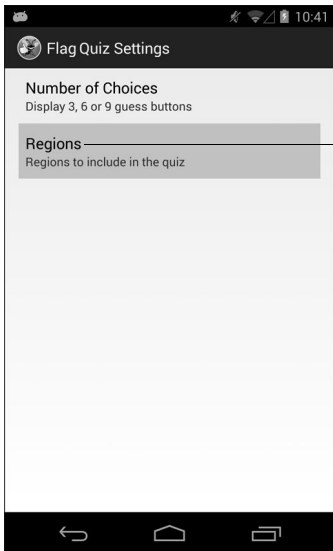 10:41
Flag Quiz Settings
Number of Choices
Display 3, 6 or 9 guess buttons
Regions
Regions to include in the quiz